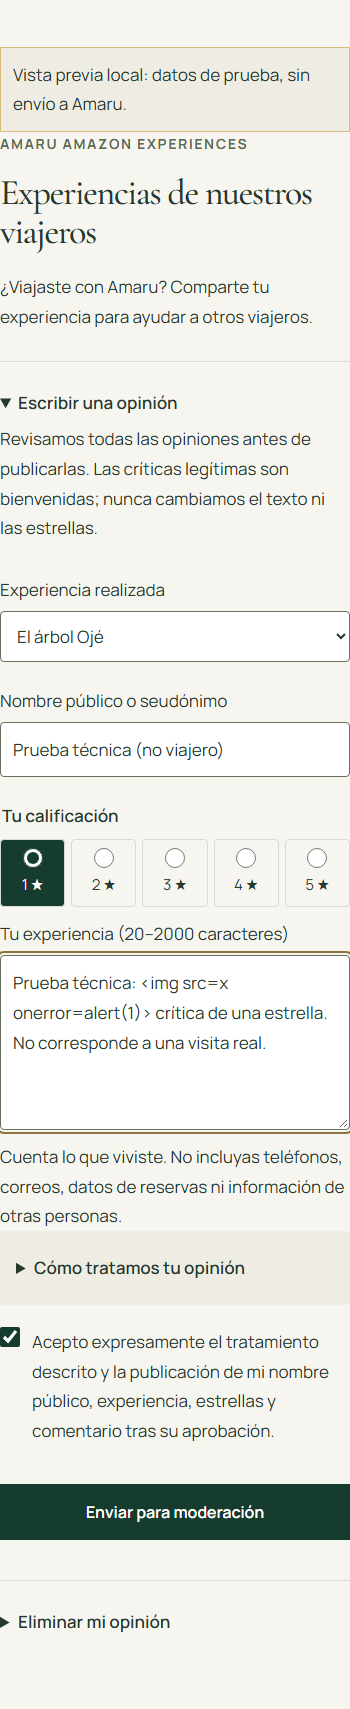 Vista previa local: datos de prueba, sin
envío a Amaru.
AMARU AMAZON EXPERIENCES
Experiencias de nuestros
viajeros
¿Viajaste con Amaru? Comparte tu
experiencia para ayudar a otros viajeros.
▼ Escribir una opinión
Revisamos todas las opiniones antes de
publicarlas. Las críticas legítimas son
bienvenidas; nunca cambiamos el texto ni
las estrellas.
Experiencia realizada
El árbol Ojé
Nombre público o seudónimo
Prueba técnica (no viajero)
Tu calificación
1 ★ 2 ★ 3 ★ 4 ★ 5 ★
Tu experiencia (20–2000 caracteres)
Prueba técnica: <img src=x
onerror=alert(1)> crítica de una estrella.
No corresponde a una visita real.
Cuenta lo que viviste. No incluyas teléfonos,
correos, datos de reservas ni información de
otras personas.
▶ Cómo tratamos tu opinión
Acepto expresamente el tratamiento
descrito y la publicación de mi nombre
público, experiencia, estrellas y
comentario tras su aprobación.
Enviar para moderación
▶ Eliminar mi opinión